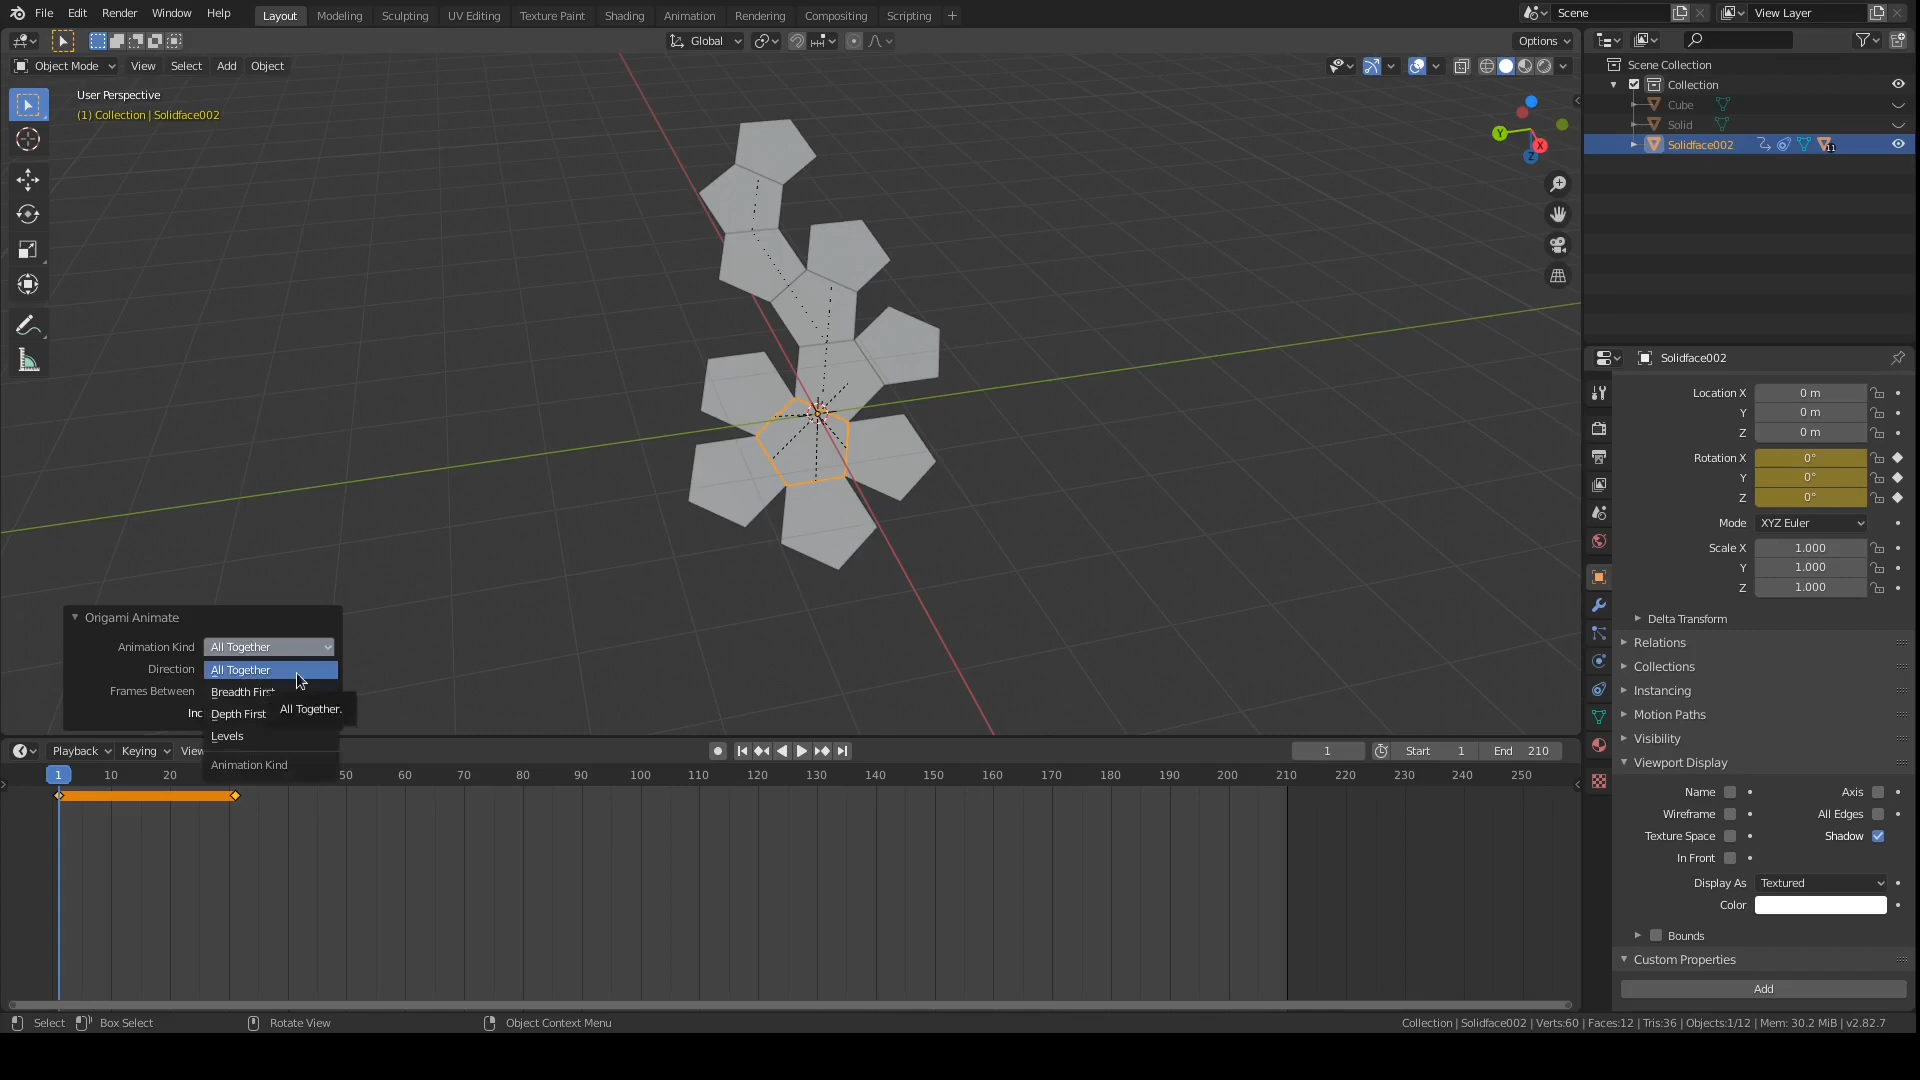 File Edit Render Window Help Layout Modeling Sculpting UV Editing Texture Paint Shading Animation Rendering Compositing Scripting + Scene View Layer
Global Options
Object Mode View Select Add Object
User Perspective
(1) Collection | Solidface002
Y X Z
Scene Collection
Collection
Cube
Solid
Solidface002 11
Solidface002
Location X 0 m
Y 0 m
Z 0 m
Rotation X 0°
Y 0°
Z 0°
Mode XYZ Euler
Scale X 1.000
Y 1.000
Z 1.000
Delta Transform
Relations
Collections
Instancing
Motion Paths
Visibility
Viewport Display
Name Axis
Wireframe All Edges
Texture Space Shadow
In Front
Display As Textured
Color
Bounds
Custom Properties
Add
Origami Animate
Animation Kind All Together
Direction All Together
Frames Between Breadth First
Inc Depth First
All Together.
Levels
Animation Kind
Playback Keying View 1 Start 1 End 210
1 10 20 50 60 70 80 90 100 110 120 130 140 150 160 170 180 190 200 210 220 230 240 250
Select Box Select Rotate View Object Context Menu Collection | Solidface002 | Verts:60 | Faces:12 | Tris:36 | Objects:1/12 | Mem: 30.2 MiB | v2.82.7